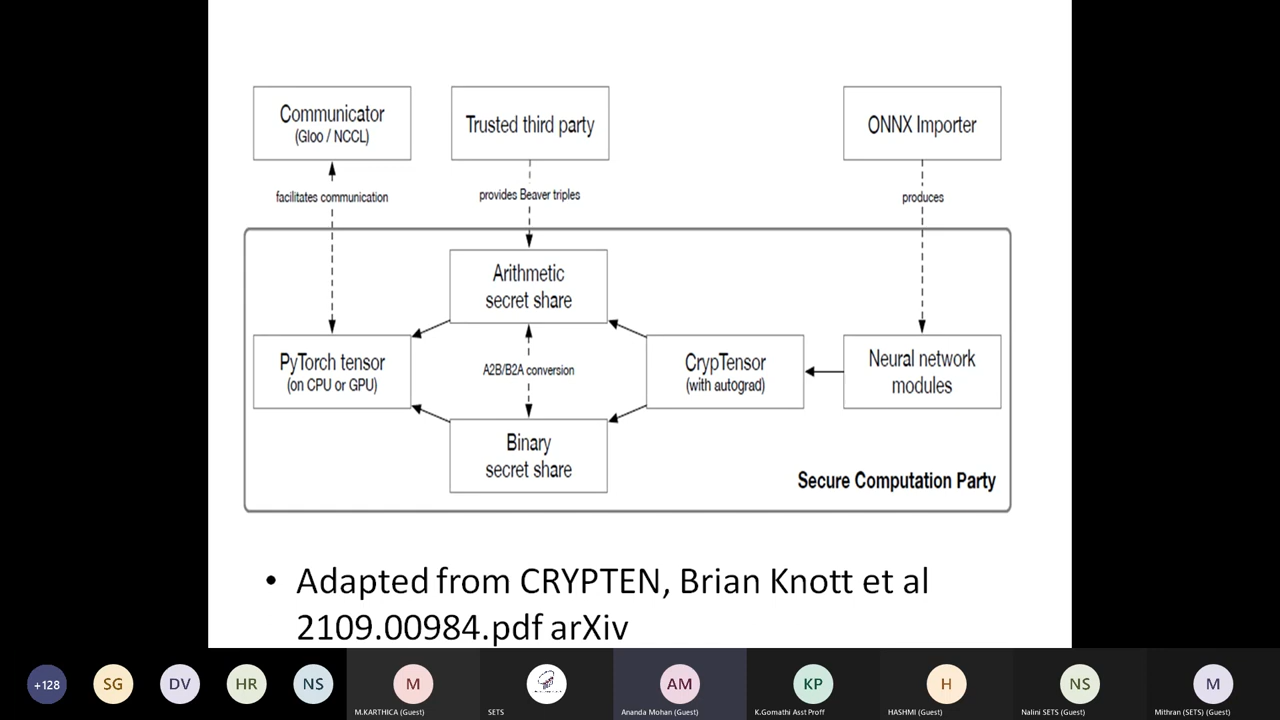 Communicator
(Gloo / NCCL)
Trusted third party
ONNX Importer
facilitates communication
provides Beaver triples
produces
Arithmetic
secret share
PyTorch tensor
(on CPU or GPU)
A2B/B2A conversion
CrypTensor
(with autograd)
Neural network
modules
Binary
secret share
Secure Computation Party
• Adapted from CRYPTEN, Brian Knott et al
2109.00984.pdf arXiv
+128
SG
DV
HR
NS
M
M.KARTHICA (Guest)
SETS
AM
Ananda Mohan (Guest)
KP
K.Gomathi Asst Proff
H
HASHMI (Guest)
NS
Nalini SETS (Guest)
M
Mithran (SETS) (Guest)